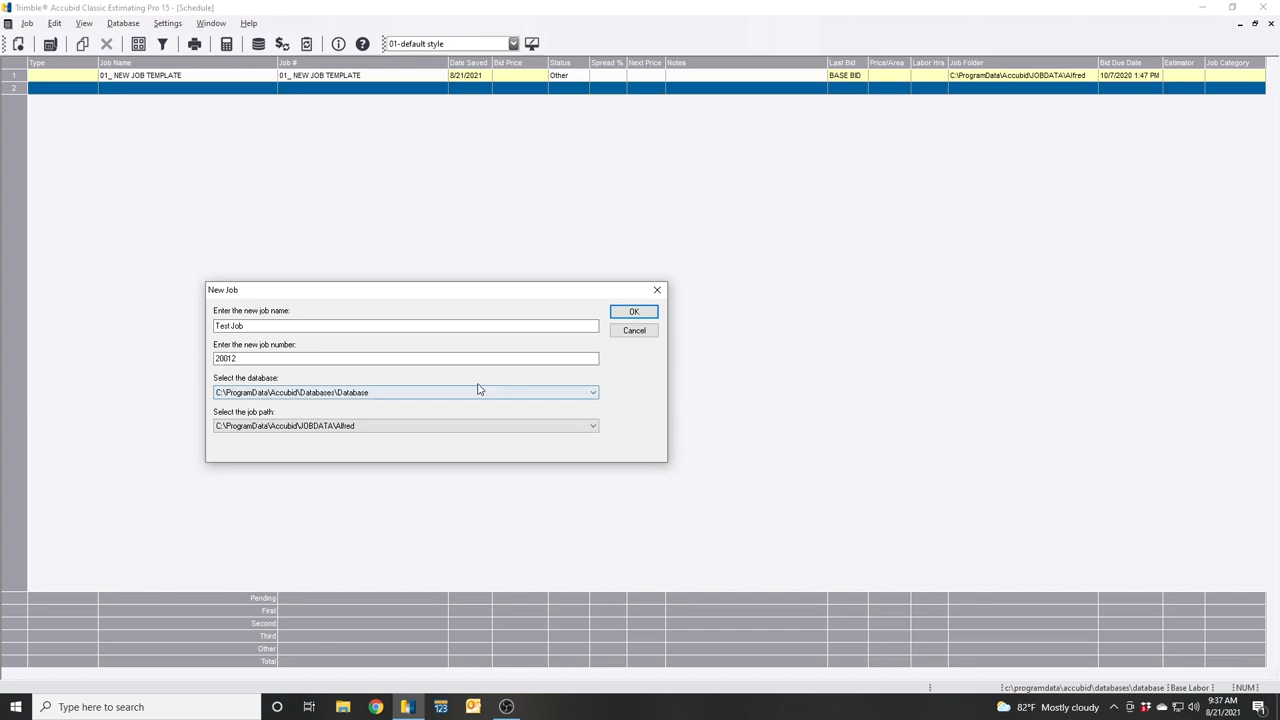 Trimble® Accubid Classic Estimating Pro 15 - [Schedule]
Job Edit View Database Settings Window Help
01-default style
Type Job Name Job # Date Saved Bid Price Status Spread % Next Price Notes Last Bid Price/Area Labor Hrs Job Folder Bid Due Date Estimator Job Category
1 01_ NEW JOB TEMPLATE 01_ NEW JOB TEMPLATE 8/21/2021 Other BASE BID C:\ProgramData\Accubid\JOBDATA\Alfred 10/7/2020 1:47 PM
2
New Job
Enter the new job name:
OK
Test Job
Cancel
Enter the new job number:
20012
Select the database:
C:\ProgramData\Accubid\Databases\Database
Select the job path:
C:\ProgramData\Accubid\JOBDATA\Alfred
Pending
First
Second
Third
Other
Total
c:\programdata\accubid\databases\database Base Labor NUM
Type here to search
123
82°F Mostly cloudy
9:37 AM
8/21/2021
1